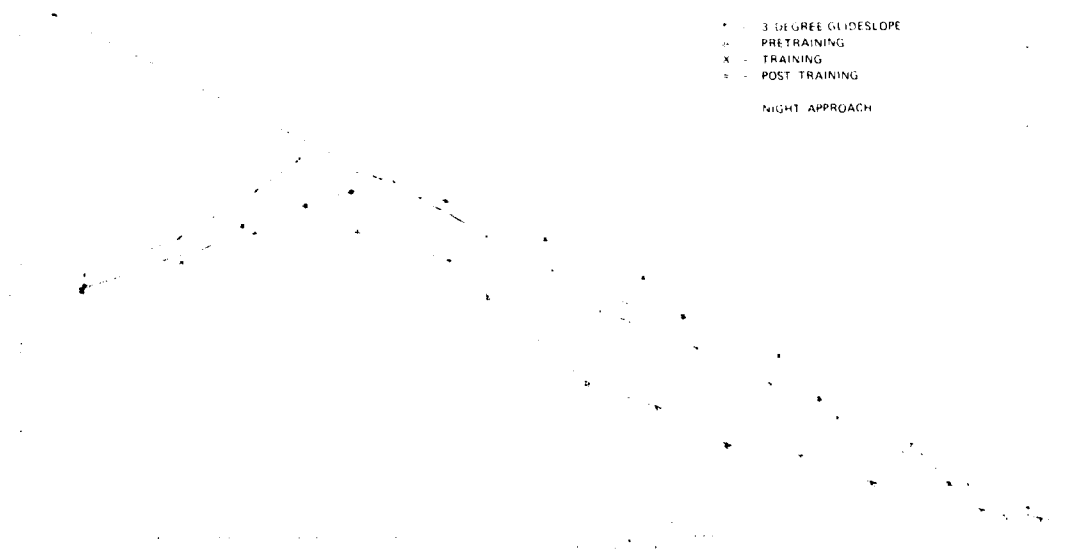 * - 3 DEGREE GLIDESLOPE
- PRETRAINING
x - TRAINING
- POST TRAINING
NIGHT APPROACH